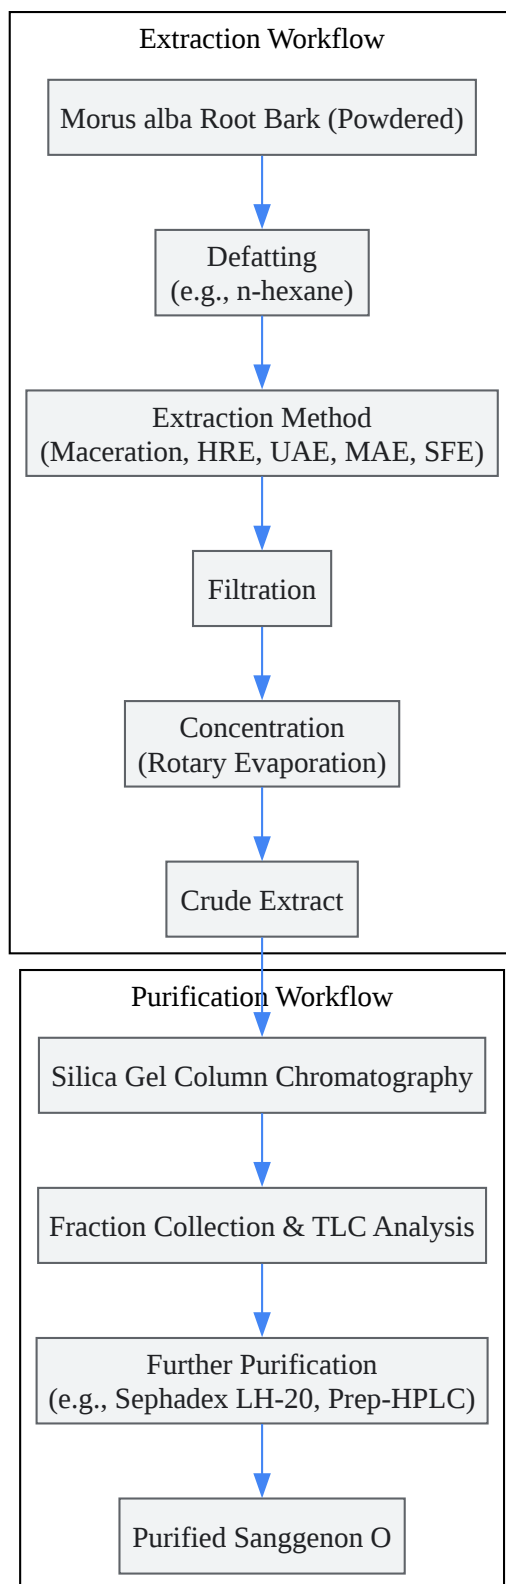 Extraction Workflow
Morus alba Root Bark (Powdered)
Defatting
(e.g., n-hexane)
Extraction Method
(Maceration, HRE, UAE, MAE, SFE)
Filtration
Concentration
(Rotary Evaporation)
Crude Extract
Purification Workflow
Silica Gel Column Chromatography
Fraction Collection & TLC Analysis
Further Purification
(e.g., Sephadex LH-20, Prep-HPLC)
Purified Sanggenon O